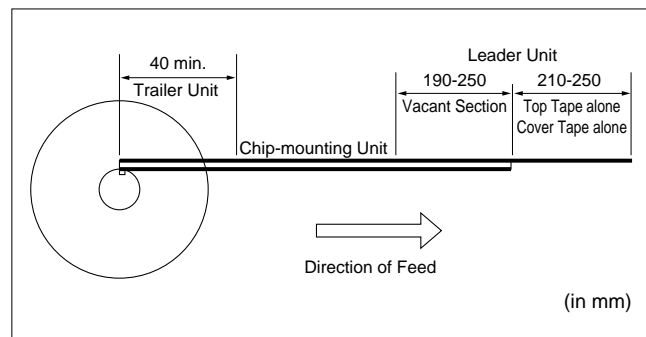 Leader Unit
40 min.
190-250
210-250
Trailer Unit
Vacant Section
Top Tape alone
Cover Tape alone
Chip-mounting Unit
Direction of Feed
(in mm)